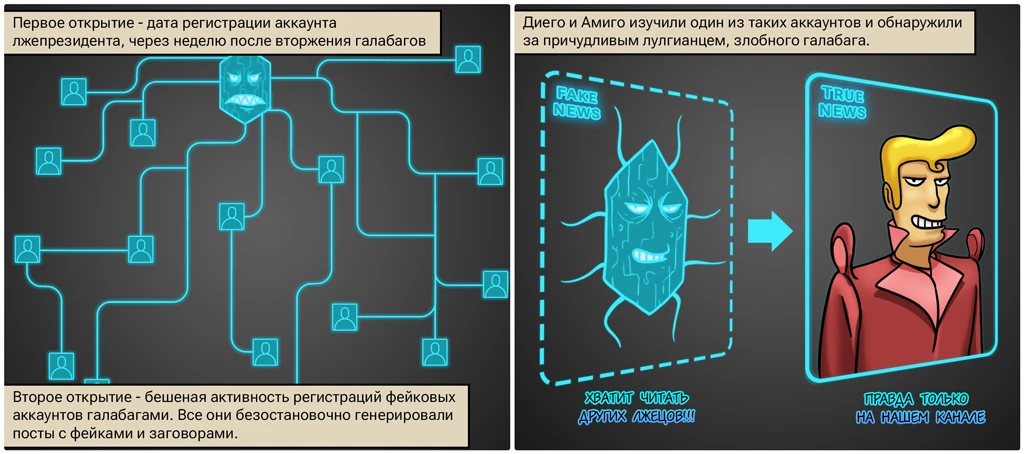 Первое открытие - дата регистрации аккаунта
лжепрезидента, через неделю после вторжения галабагов
Второе открытие - бешеная активность регистраций фейковых
аккаунтов галабагами. Все они безостановочно генерировали
посты с фейками и заговорами.
Диего и Амиго изучили один из таких аккаунтов и обнаружили
за причудливым лулгианцем, злобного галабага.
FAKE
NEWS
TRUE
NEWS
ХВАТИТ ЧИТАТЬ
ДРУГИХ ЛЖЕЦОВ!!!
ПРАВДА ТОЛЬКО
НА НАШЕМ КАНАЛЕ